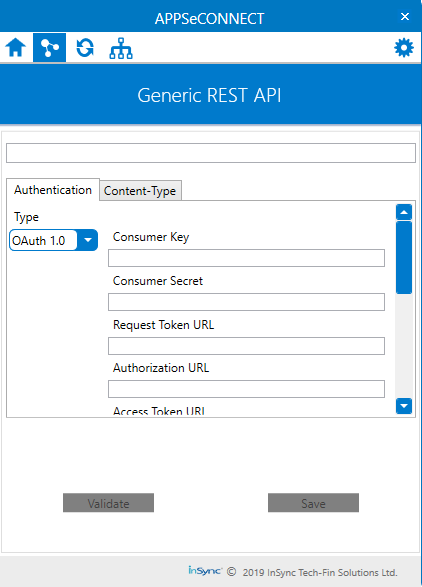 APPSeCONNECT
Generic REST API
Authentication
Content-Type
Type
OAuth 1.0
Consumer Key
Consumer Secret
Request Token URL
Authorization URL
Access Token URL
Validate
Save
inSync © 2019 InSync Tech-Fin Solutions Ltd.